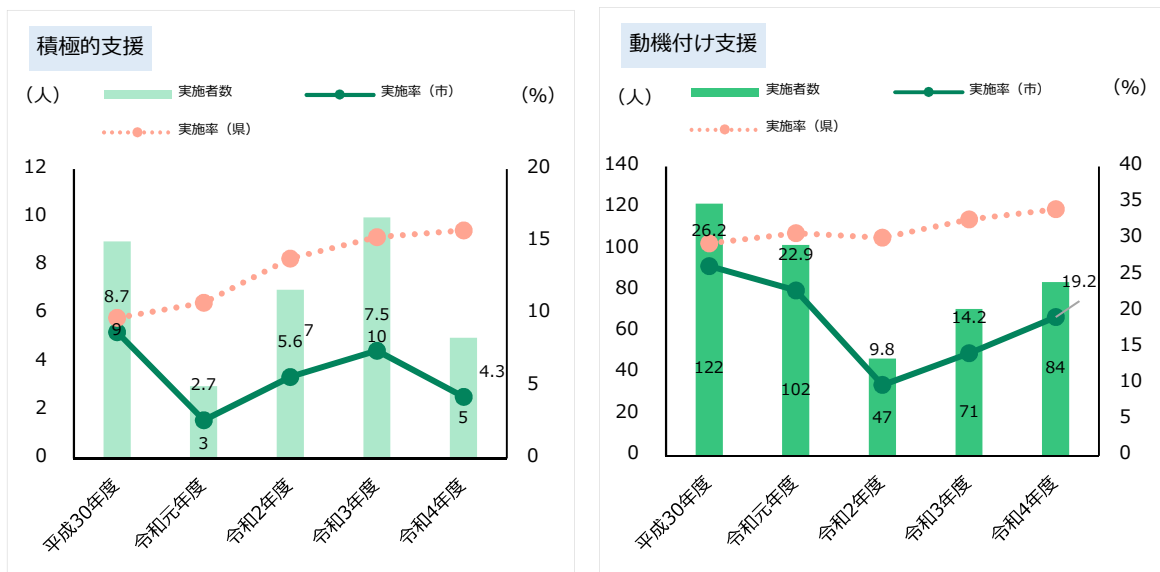 積極的支援
（人） 実施者数 実施率（市） （%）
実施率（県）
12 20
10
15
8
8.7 7 7.5
6 9 5.6 10 10
4
2.7 4.3
5
2 3 5
0 0
平成30年度 令和元年度 令和2年度 令和3年度 令和4年度
動機付け支援
（人） 実施者数 実施率（市） （%）
実施率（県）
140 40
120 35
26.2 30
100 22.9
25
80 19.2
20
60 9.8 14.2
122 102 84 15
40 47 71 10
20 5
0 0
平成30年度 令和元年度 令和2年度 令和3年度 令和4年度